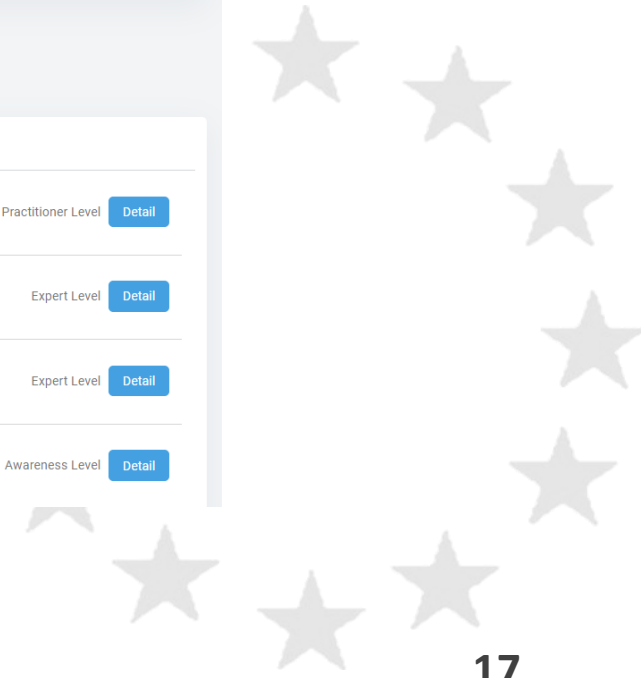 Practitioner Level Detail
Expert Level Detail
Expert Level Detail
Awareness Level Detail
17